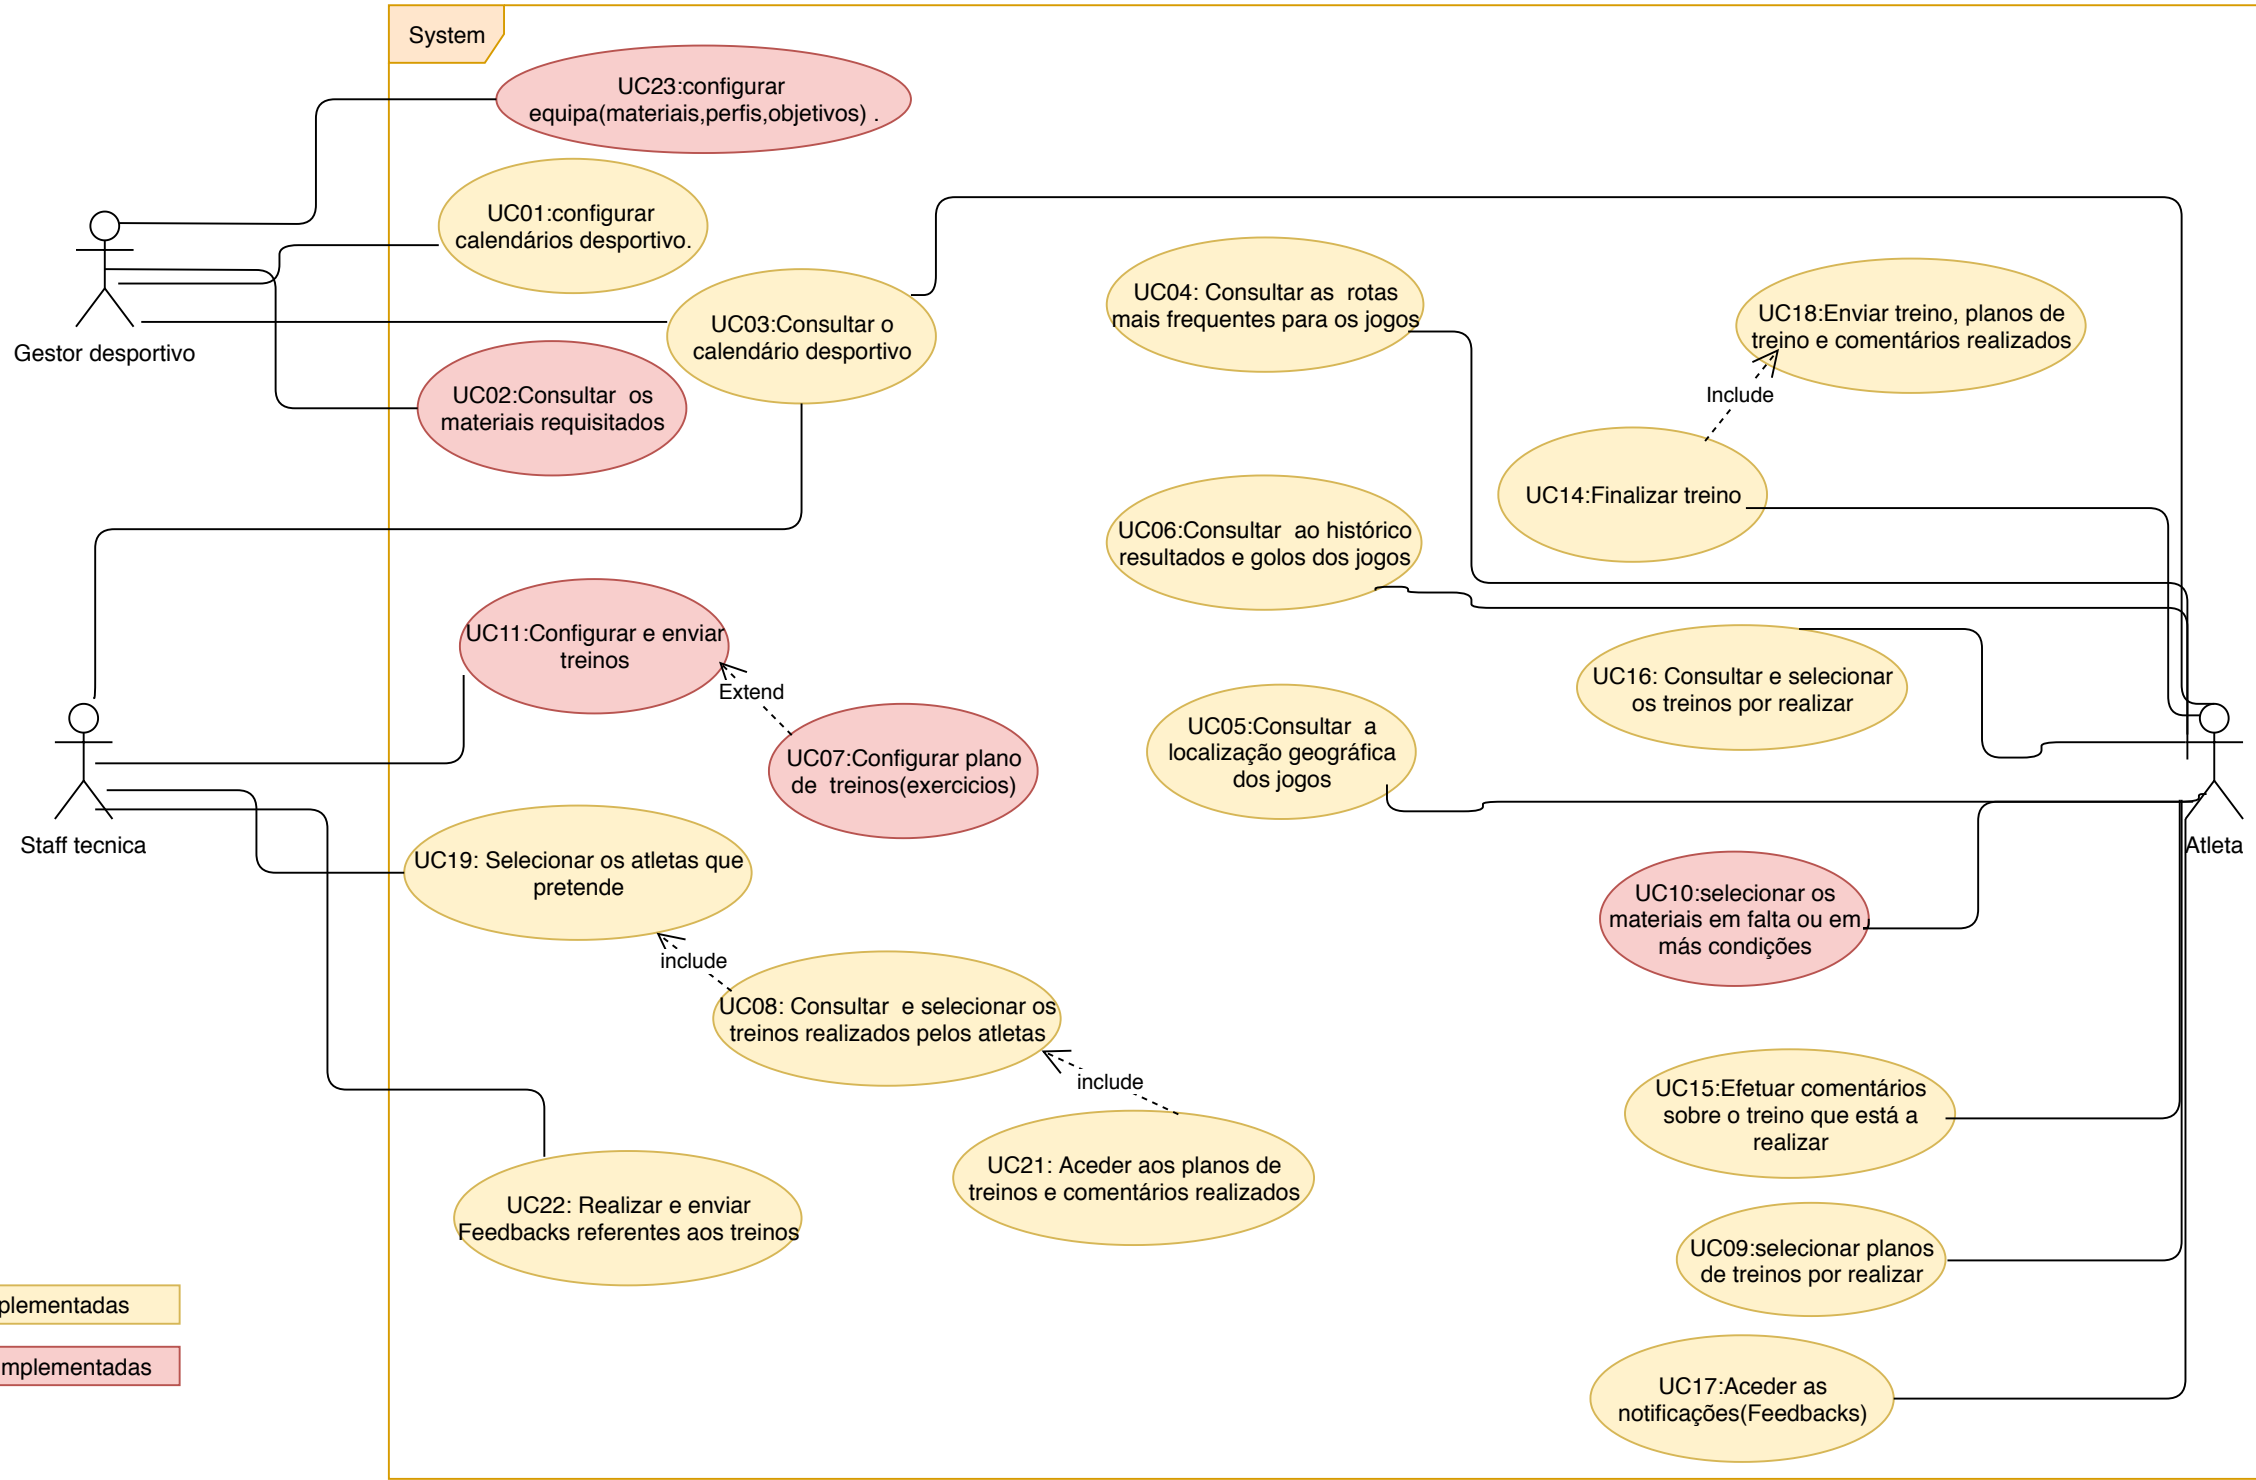 System
UC23:configurar
equipa(materiais,perfis,objetivos) .
UC01:configurar
calendários desportivo.
UC03:Consultar o
calendário desportivo
UC02:Consultar os
materiais requisitados
Gestor desportivo
UC04: Consultar as rotas
mais frequentes para os jogos
UC18:Enviar treino, planos de
treino e comentários realizados
Include
UC14:Finalizar treino
UC06:Consultar ao histórico
resultados e golos dos jogos
UC11:Configurar e enviar
treinos
Extend
UC07:Configurar plano
de treinos(exercicios)
UC16: Consultar e selecionar
os treinos por realizar
UC05:Consultar a
localização geográfica
dos jogos
Staff tecnica
Atleta
UC19: Selecionar os atletas que
pretende
include
UC10:selecionar os
materiais em falta ou em
más condições
UC08: Consultar e selecionar os
treinos realizados pelos atletas
include
UC15:Efetuar comentários
sobre o treino que está a
realizar
UC21: Aceder aos planos de
treinos e comentários realizados
UC22: Realizar e enviar
Feedbacks referentes aos treinos
UC09:selecionar planos
de treinos por realizar
plementadas
mplementadas
UC17:Aceder as
notificações(Feedbacks)